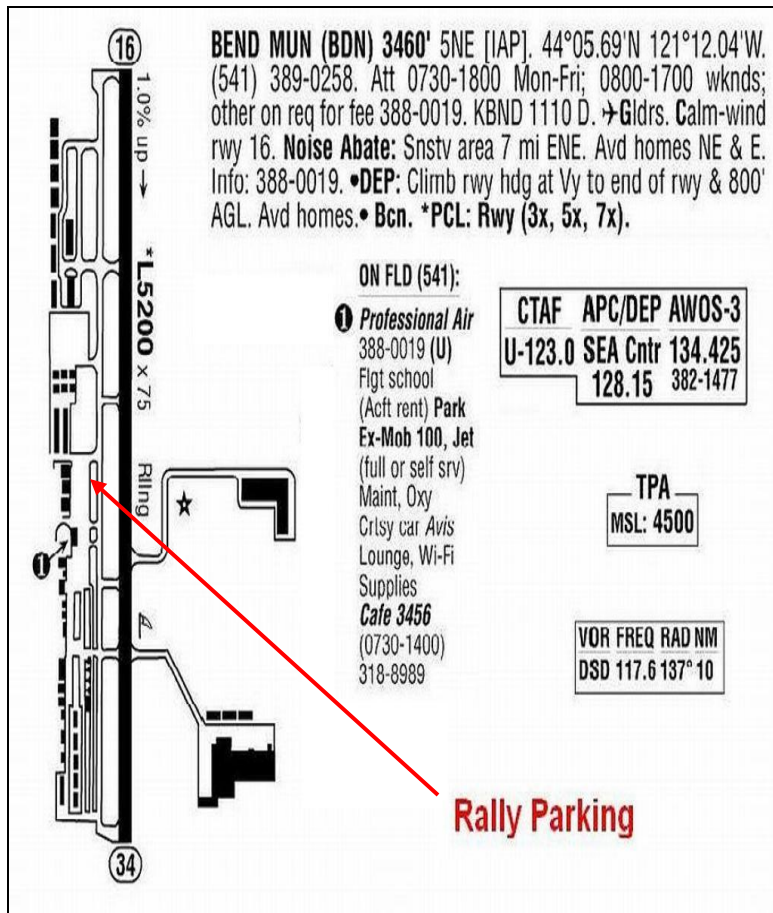 16
BEND MUN (BDN) 3460' 5NE [IAP]. 44°05.69'N 121°12.04'W.
(541) 389-0258. Att 0730-1800 Mon-Fri; 0800-1700 wknds;
other on req for fee 388-0019. KBND 1110 D. ✈Gldrs. Calm-wind
rwy 16. Noise Abate: Snstv area 7 mi ENE. Avd homes NE & E.
Info: 388-0019. •DEP: Climb rwy hdg at Vy to end of rwy & 800'
AGL. Avd homes.• Bcn. *PCL: Rwy (3x, 5x, 7x).
1.0% up →
*L5200 x 75
Rllng
1
34
ON FLD (541):
1 Professional Air
388-0019 (U)
Flgt school
(Acft rent) Park
Ex-Mob 100, Jet
(full or self srv)
Maint, Oxy
Crtsy car Avis
Lounge, Wi-Fi
Supplies
Cafe 3456
(0730-1400)
318-8989
CTAF APC/DEP AWOS-3
U-123.0 SEA Cntr 134.425
128.15 382-1477
TPA
MSL: 4500
VOR FREQ RAD NM
DSD 117.6 137° 10
Rally Parking